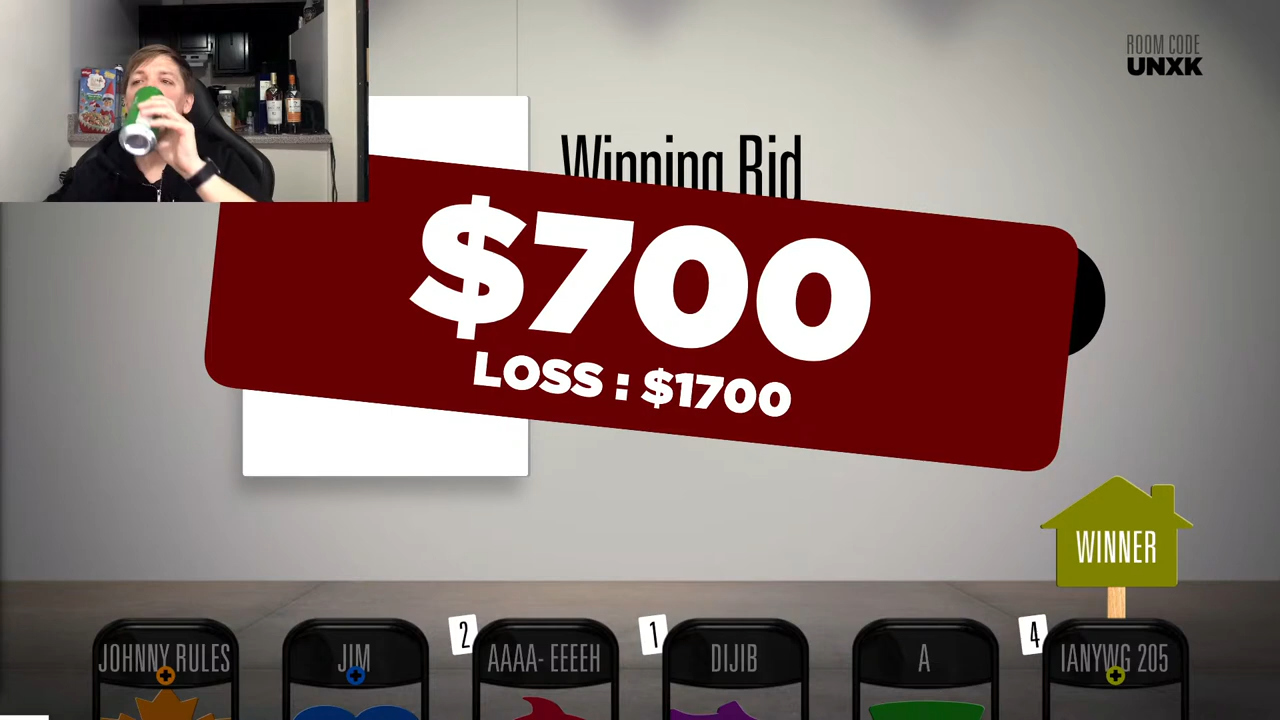 ROOM CODE
UNXK
Winning Bid
$700
LOSS : $1700
WINNER
2
1
4
JOHNNY RULES
JIM
AAAA- EEEEH
DIJIB
A
IANYWG 205